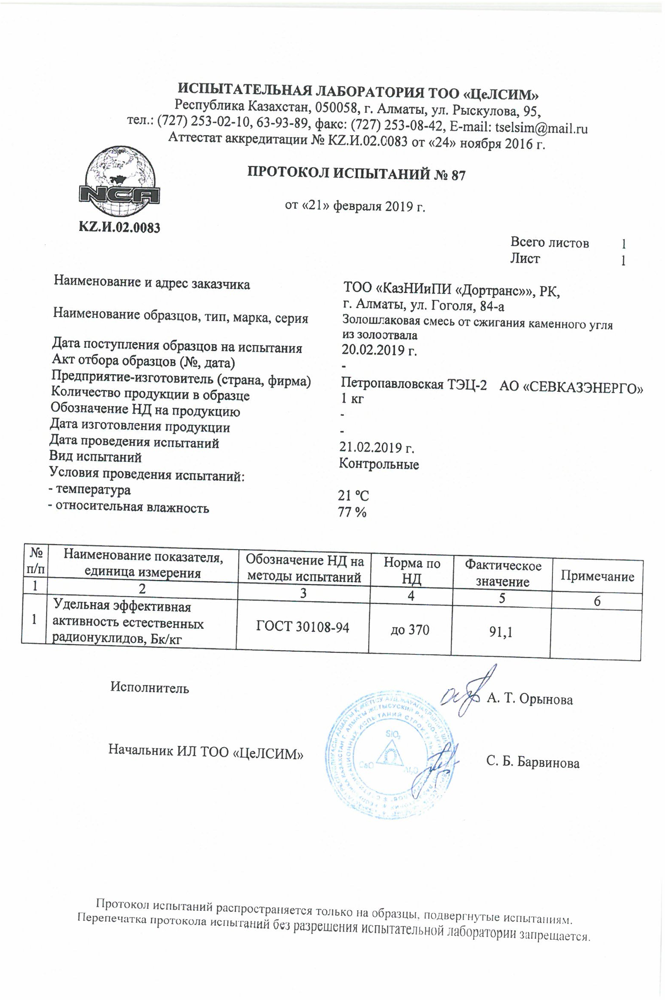 ИСПЫТАТЕЛЬНАЯ ЛАБОРАТОРИЯ ТОО «ЦеЛСИМ»
Республика Казахстан, 050058, г. Алматы, ул. Рыскулова, 95,
тел.: (727) 253-02-10, 63-93-89, факс: (727) 253-08-42, E-mail: tselsim@mail.ru
Аттестат аккредитации № KZ.И.02.0083 от «24» ноября 2016 г.
NCA
KZ.И.02.0083
ПРОТОКОЛ ИСПЫТАНИЙ № 87
от «21» февраля 2019 г.
Всего листов 1
Лист 1
Наименование и адрес заказчика ТОО «КазНИиПИ «Дортранс»», РК,
г. Алматы, ул. Гоголя, 84-а
Наименование образцов, тип, марка, серия Золошлаковая смесь от сжигания каменного угля
из золоотвала
Дата поступления образцов на испытания 20.02.2019 г.
Акт отбора образцов (№, дата) -
Предприятие-изготовитель (страна, фирма) Петропавловская ТЭЦ-2 АО «СЕВКАЗЭНЕРГО»
Количество продукции в образце 1 кг
Обозначение НД на продукцию -
Дата изготовления продукции -
Дата проведения испытаний 21.02.2019 г.
Вид испытаний Контрольные
Условия проведения испытаний:
- температура 21 °С
- относительная влажность 77 %
№ п/п Наименование показателя, единица измерения Обозначение НД на методы испытаний Норма по НД Фактическое значение Примечание
1 2 3 4 5 6
1 Удельная эффективная активность естественных радионуклидов, Бк/кг ГОСТ 30108-94 до 370 91,1
Исполнитель А. Т. Орынова
Начальник ИЛ ТОО «ЦеЛСИМ» С. Б. Барвинова
SiO₂
CaO
Протокол испытаний распространяется только на образцы, подвергнутые испытаниям.
Перепечатка протокола испытаний без разрешения испытательной лаборатории запрещается.